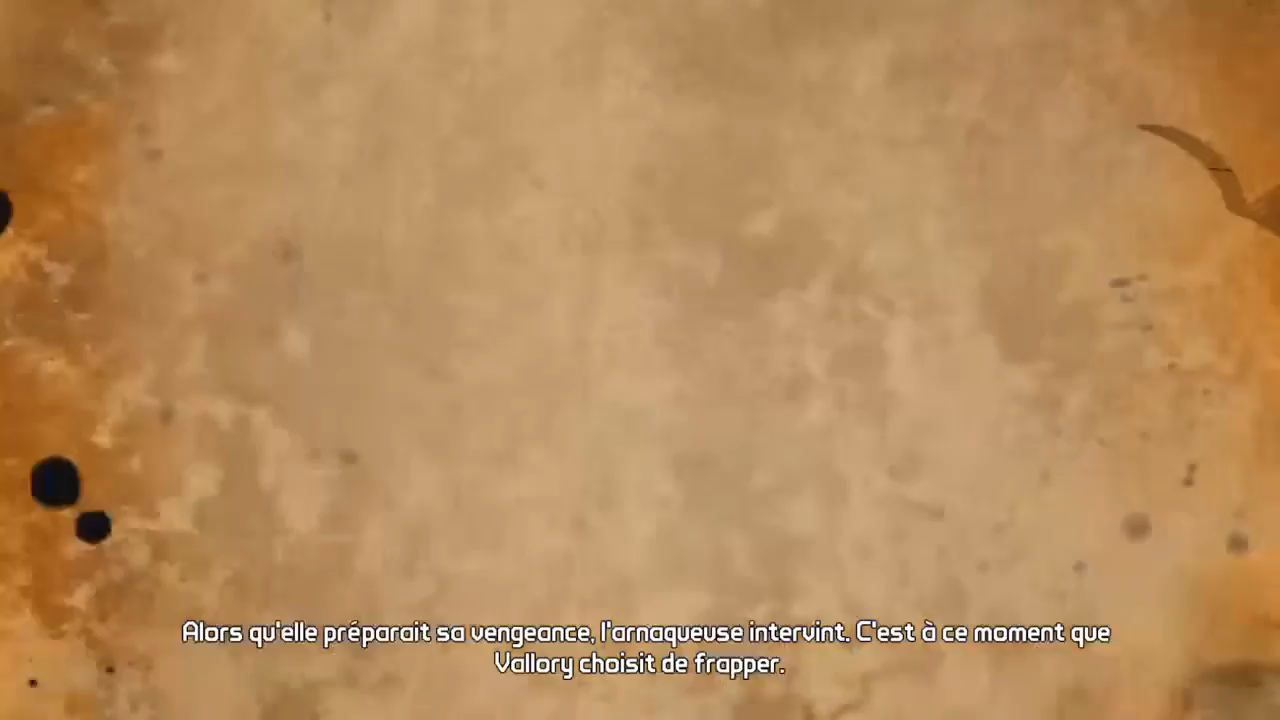 Alors qu'elle préparait sa vengeance, l'arnaqueuse intervint. C'est à ce moment que
Vallory choisit de frapper.